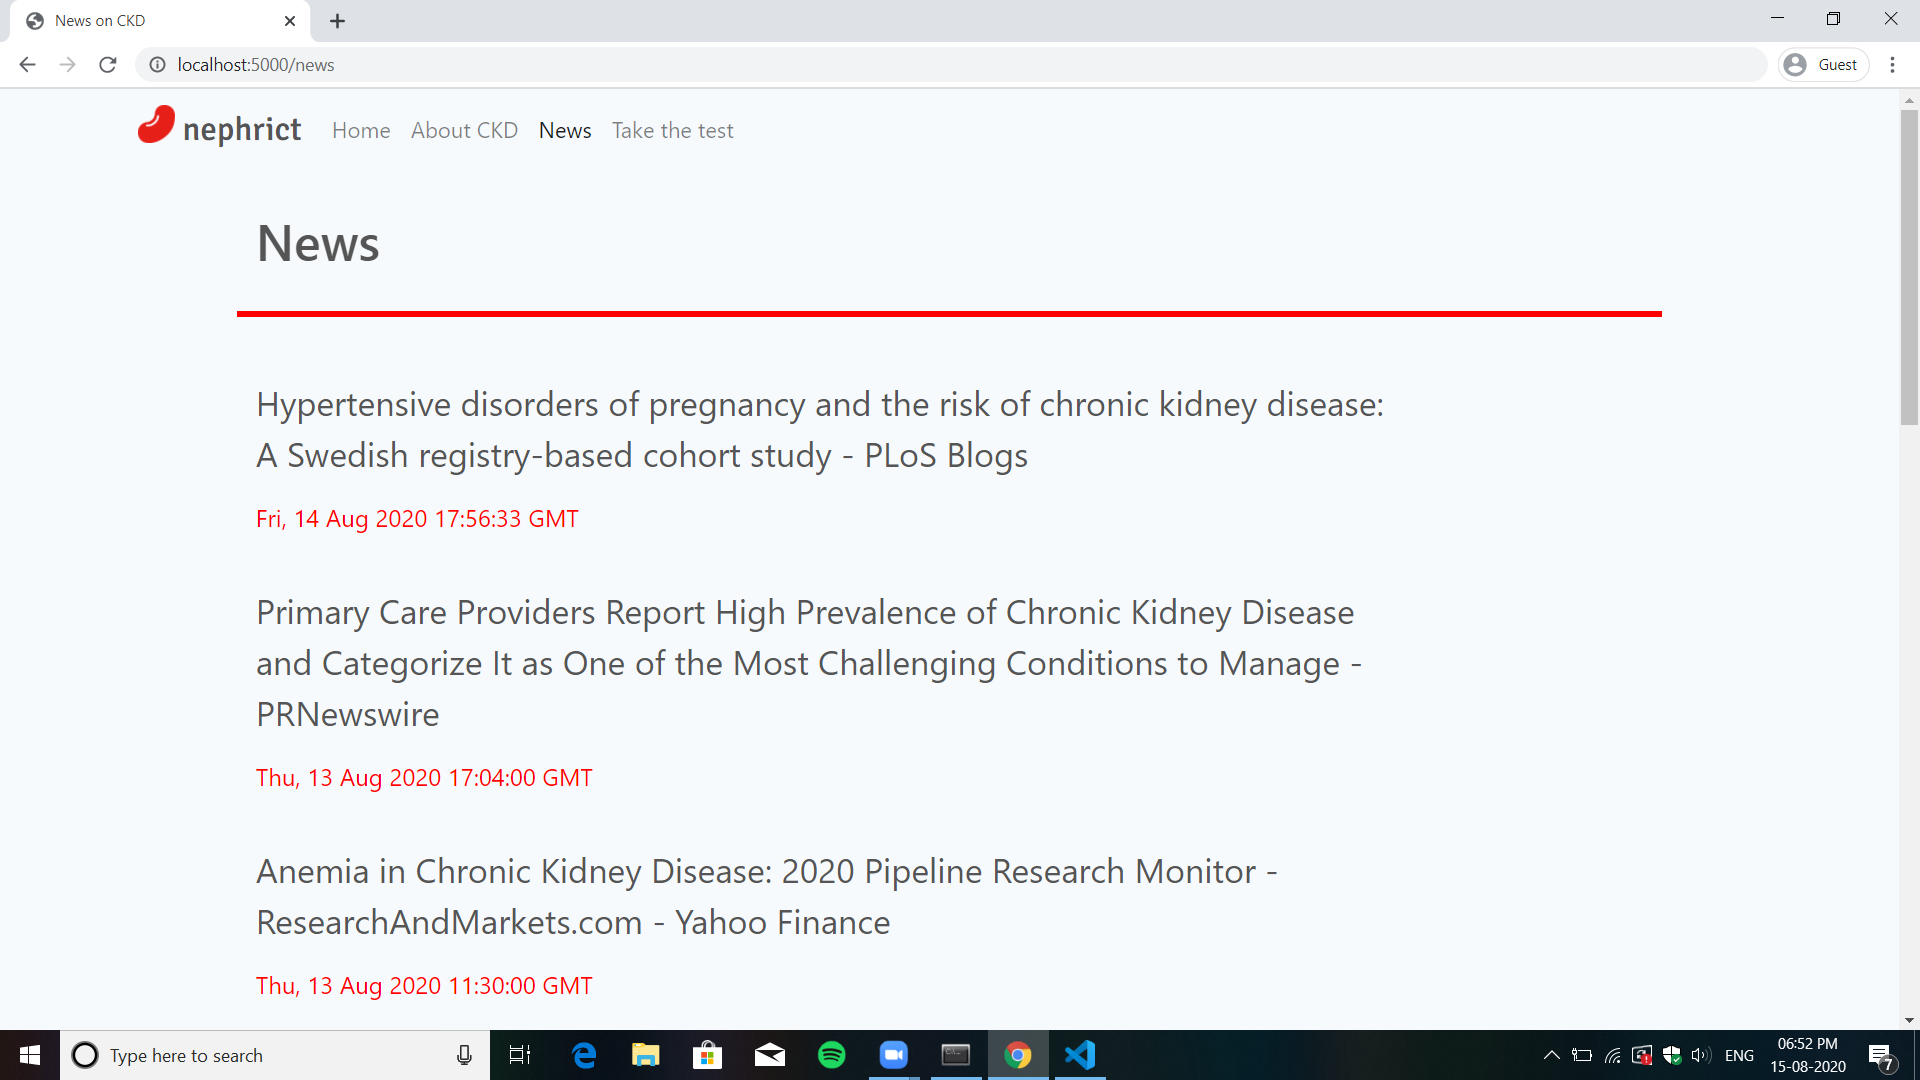 News on CKD
localhost:5000/news
Guest
nephrict Home About CKD News Take the test
News
Hypertensive disorders of pregnancy and the risk of chronic kidney disease:
A Swedish registry-based cohort study - PLoS Blogs
Fri, 14 Aug 2020 17:56:33 GMT
Primary Care Providers Report High Prevalence of Chronic Kidney Disease
and Categorize It as One of the Most Challenging Conditions to Manage -
PRNewswire
Thu, 13 Aug 2020 17:04:00 GMT
Anemia in Chronic Kidney Disease: 2020 Pipeline Research Monitor -
ResearchAndMarkets.com - Yahoo Finance
Thu, 13 Aug 2020 11:30:00 GMT
Type here to search
ENG
06:52 PM
15-08-2020
7